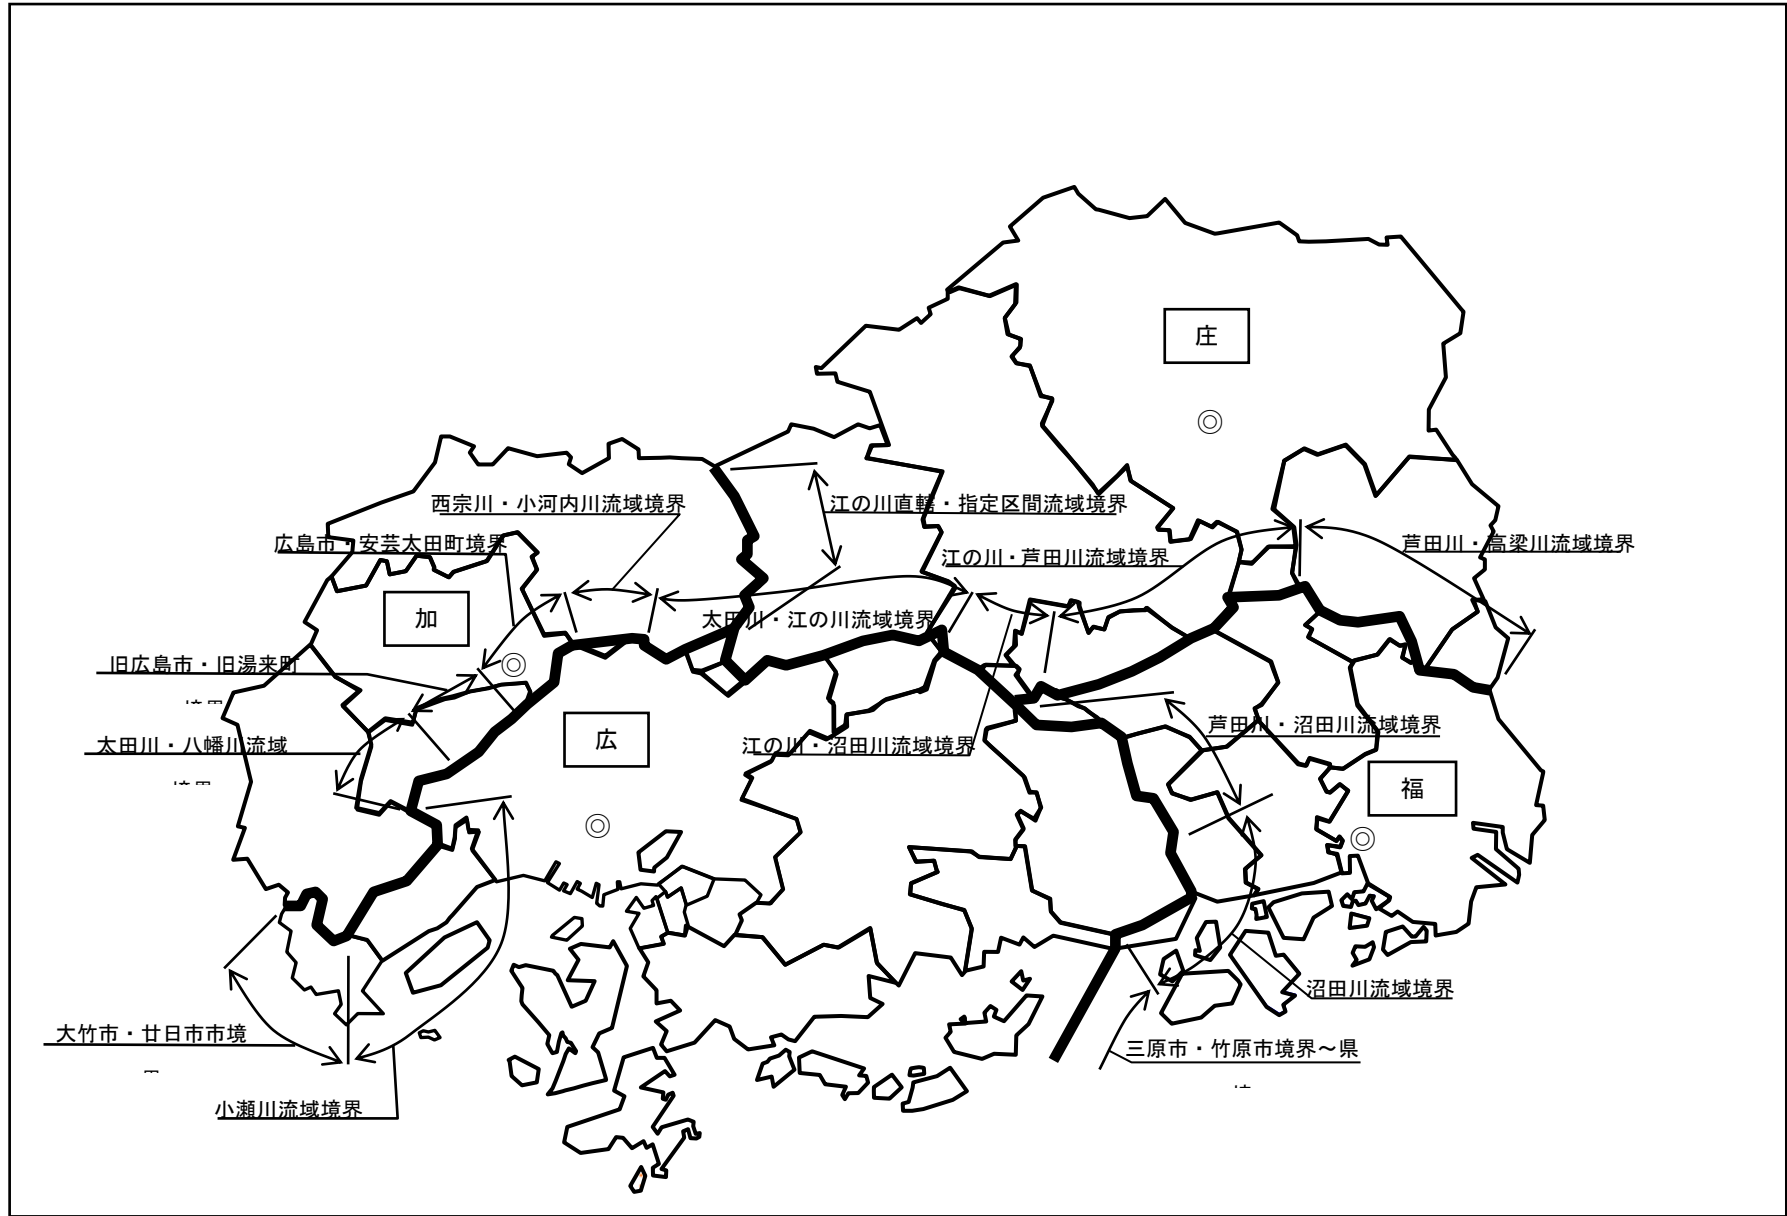 庄
西宗川・小河内川流域境界
江の川直轄・指定区間流域境界
広島市・安芸太田町境界
江の川・芦田川流域境界
芦田川・高梁川流域境界
加
太田川・江の川流域境界
旧広島市・旧湯来町
芦田川・沼田川流域境界
太田川・八幡川流域
広
江の川・沼田川流域境界
福
沼田川流域境界
大竹市・廿日市市境
三原市・竹原市境界～県
小瀬川流域境界